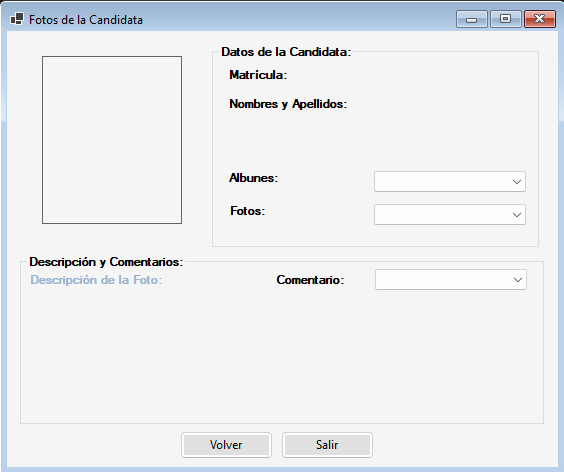 Fotos de la Candidata
Datos de la Candidata:
Matrícula:
Nombres y Apellidos:
Albunes:
Fotos:
Descripción y Comentarios:
Descripción de la Foto:
Comentario:
Volver
Salir